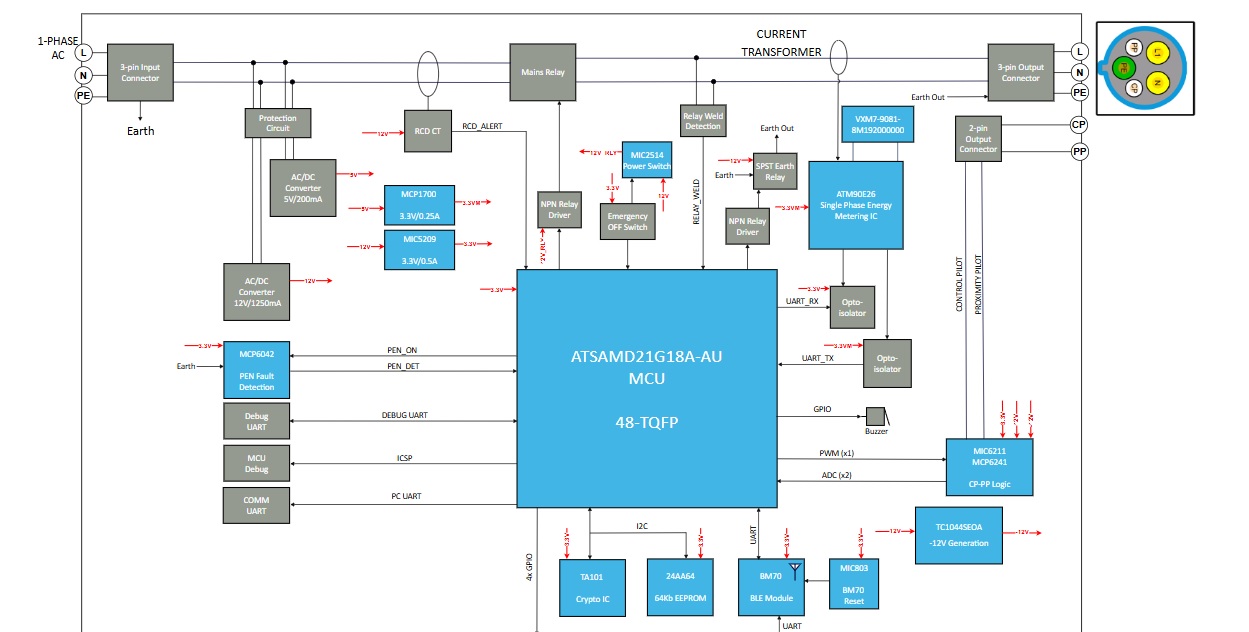 1-PHASE
AC
L
N
PE
3-pin Input
Connector
Earth
Protection
Circuit
AC/DC
Converter
5V/200mA
5V
AC/DC
Converter
12V/1250mA
12V
RCD CT
12V
RCD_ALERT
MCP1700
3.3V/0.25A
5V
3.3VM
MIC5209
3.3V/0.5A
12V
3.3V
Mains Relay
NPN Relay
Driver
12V_RLY
MIC2514
Power Switch
12V_RLY
3.3V
12V
Emergency
OFF Switch
CURRENT
TRANSFORMER
Relay Weld
Detection
RELAY_WELD
Earth Out
SPST Earth
Relay
12V
Earth
NPN Relay
Driver
VXM7-9081-
8M192000000
ATM90E26
Single Phase Energy
Metering IC
3.3VM
3-pin Output
Connector
Earth Out
2-pin
Output
Connector
L
N
PE
CP
PP
PP
L1
PE
N
CP
CONTROL PILOT
PROXIMITY PILOT
3.3V
ATSAMD21G18A-AU
MCU
48-TQFP
UART_RX
3.3V
Opto-
isolator
UART_TX
3.3VM
Opto-
isolator
GPIO
Buzzer
PWM (x1)
ADC (x2)
MIC6211
MCP6241
CP-PP Logic
3.3V
TC1044SEOA
-12V Generation
12V
-12V
3.3V
Earth
MCP6042
PEN Fault
Detection
PEN_ON
PEN_DET
Debug
UART
DEBUG UART
MCU
Debug
ICSP
COMM
UART
PC UART
4x GPIO
I2C
3.3V
TA101
Crypto IC
3.3V
24AA64
64Kb EEPROM
UART
3.3V
BM70
BLE Module
3.3V
MIC803
BM70
Reset
UART